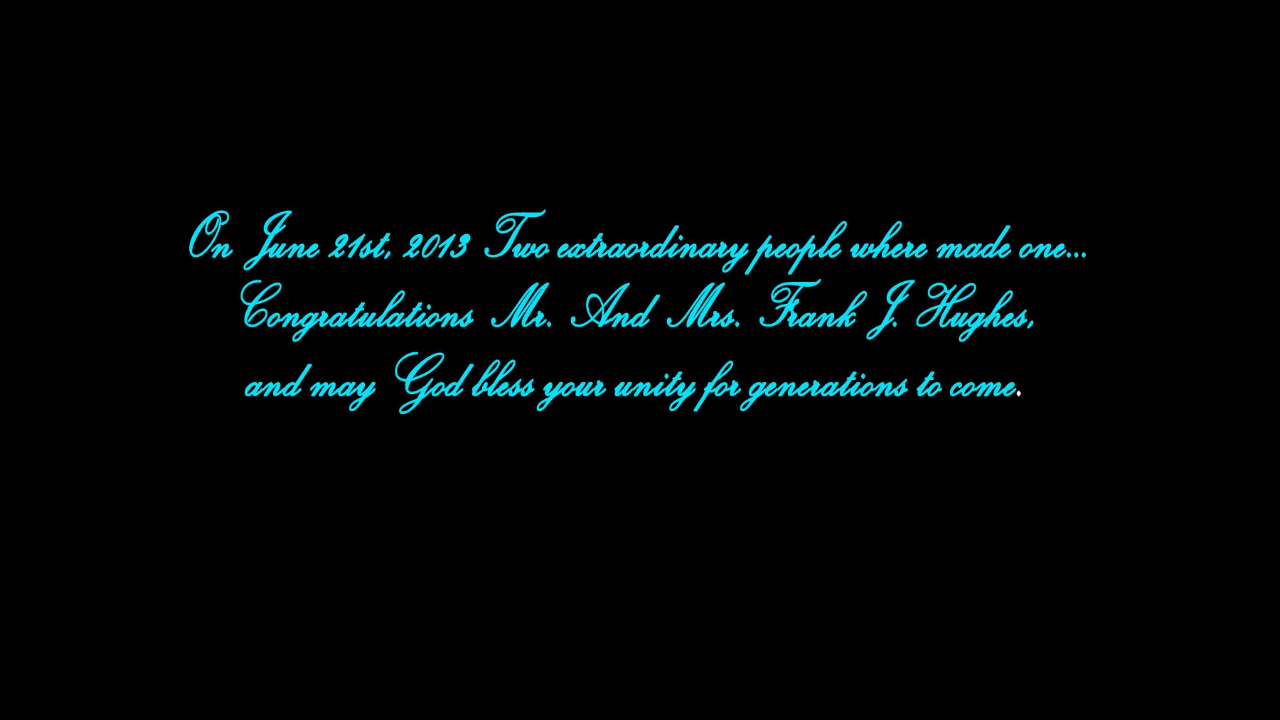 On June 21st, 2013 Two extraordinary people where made one...
Congratulations Mr. And Mrs. Frank J. Hughes,
and may God bless your unity for generations to come.